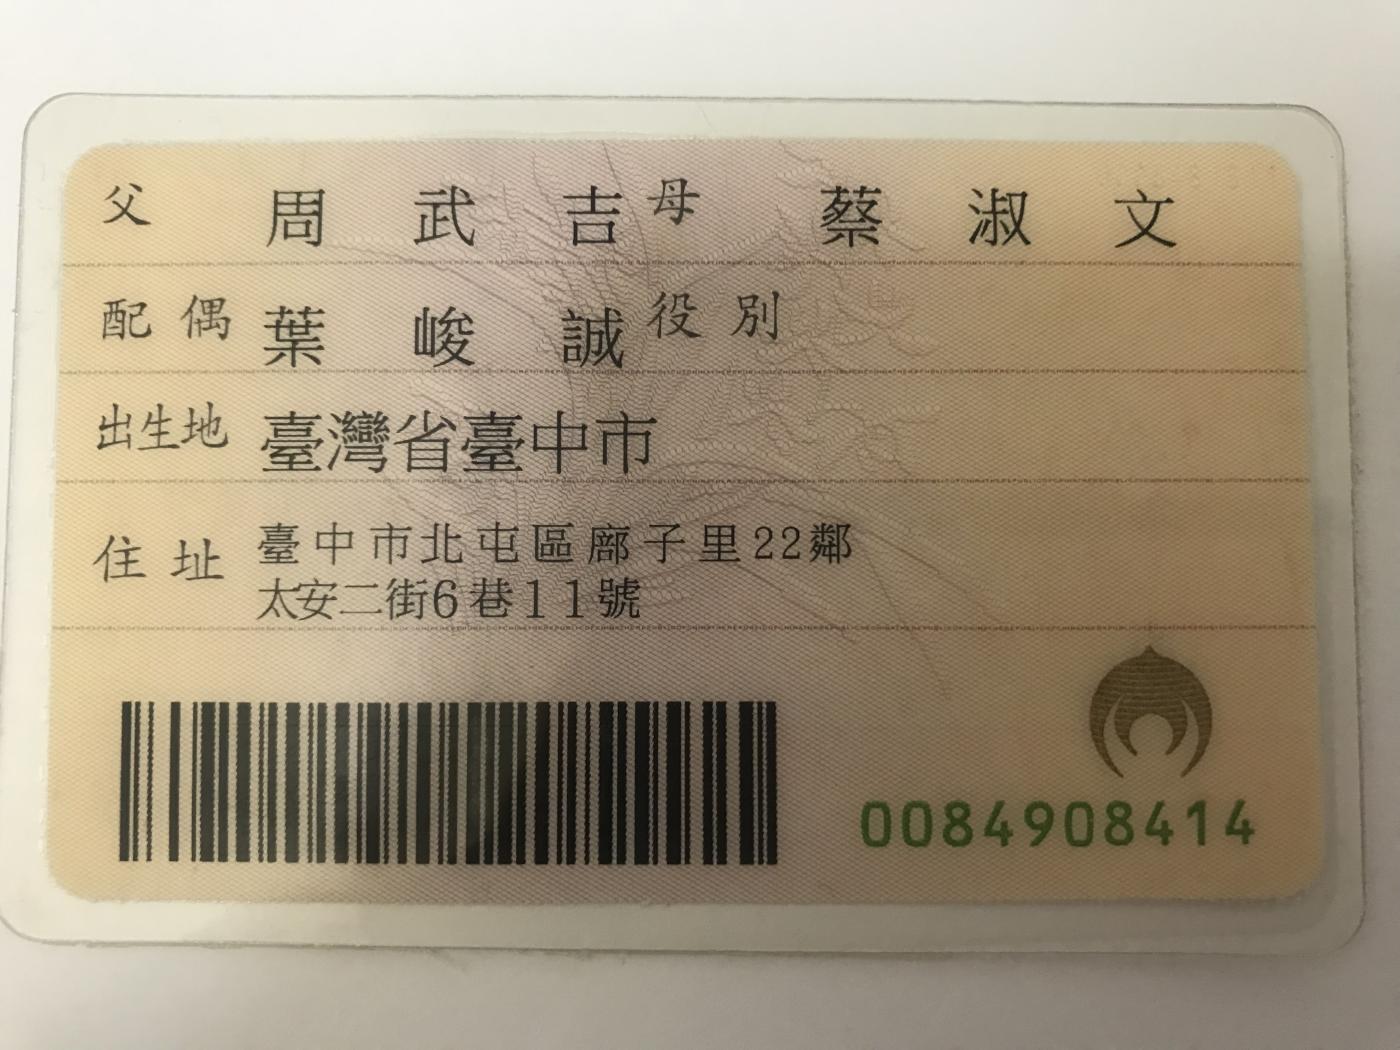 父 周武吉 母 蔡淑文
配偶 葉峻誠 役別
出生地 臺灣省臺中市
住址 臺中市北屯區廍子里22鄰
太安二街6巷11號
0084908414